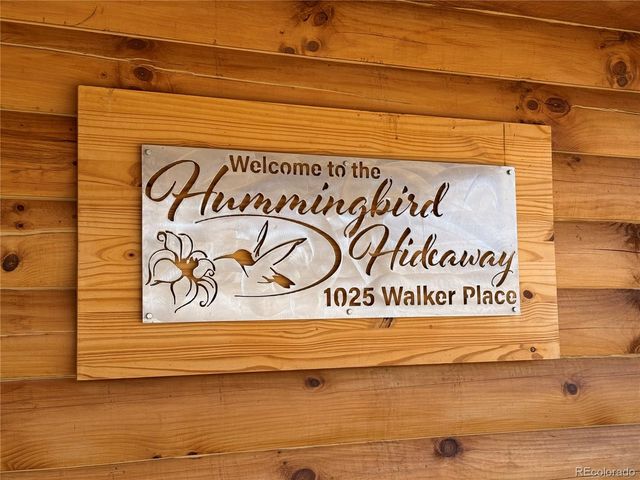 Welcome to the
Hummingbird
Hideaway
1025 Walker Place
REcolorado